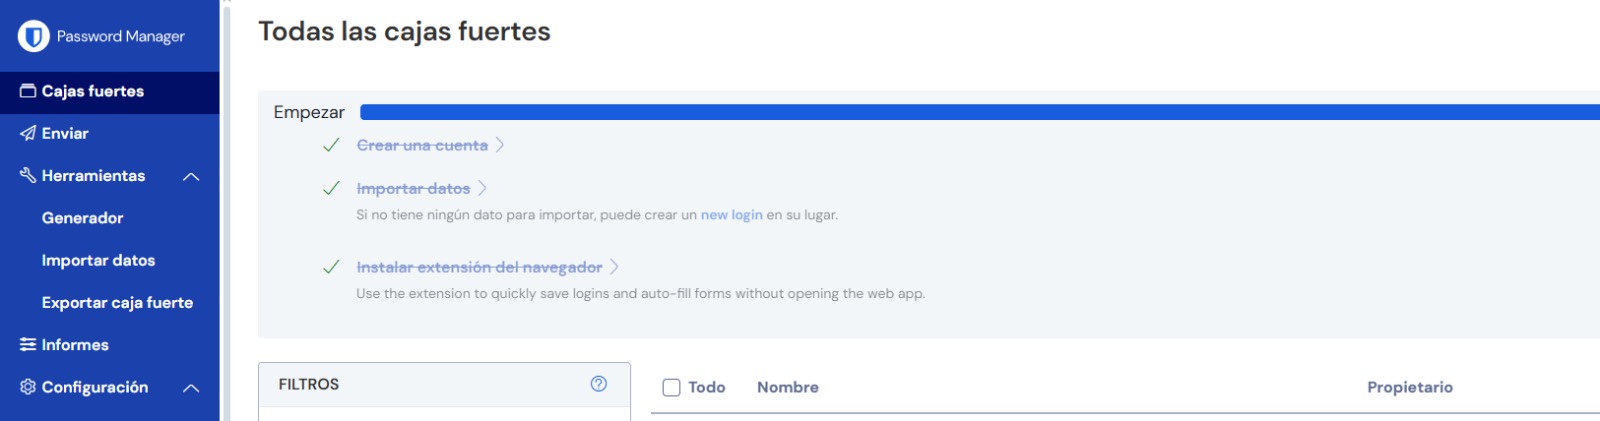 Password Manager
Cajas fuertes
Enviar
Herramientas
Generador
Importar datos
Exportar caja fuerte
Informes
Configuración
Todas las cajas fuertes
Empezar
Crear una cuenta
Importar datos
Si no tiene ningún dato para importar, puede crear un new login en su lugar.
Instalar extensión del navegador
Use the extension to quickly save logins and auto-fill forms without opening the web app.
FILTROS
Todo Nombre Propietario